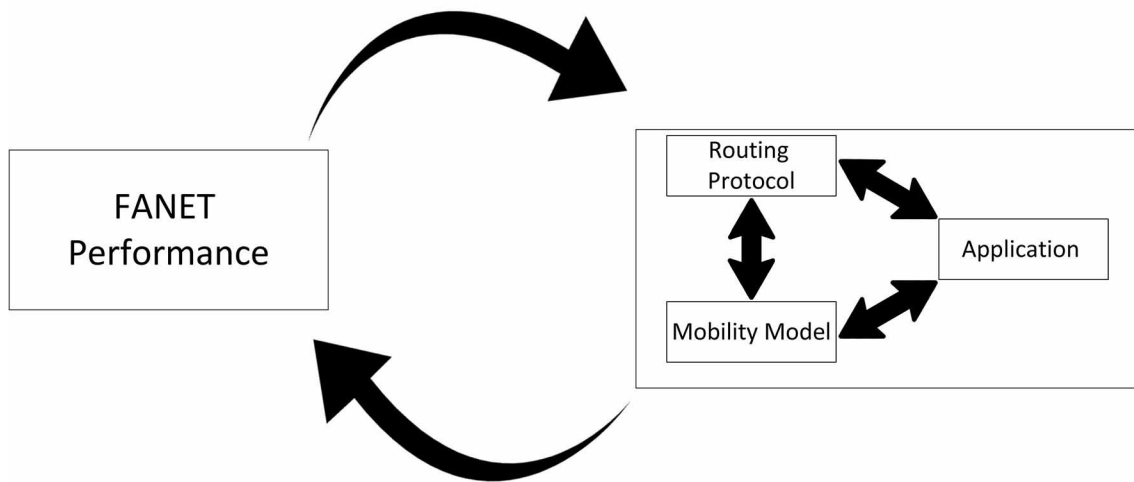 FANET
Performance
Routing
Protocol
Application
Mobility Model